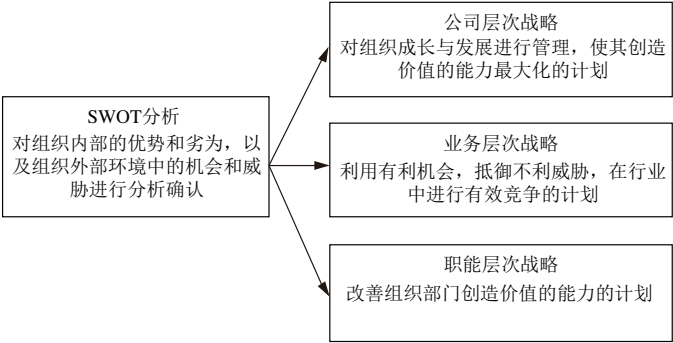 SWOT分析
对组织内部的优势和劣为，以
及组织外部环境中的机会和威
胁进行分析确认
公司层次战略
对组织成长与发展进行管理，使其创造
价值的能力最大化的计划
业务层次战略
利用有利机会，抵御不利威胁，在行业
中进行有效竞争的计划
职能层次战略
改善组织部门创造价值的能力的计划